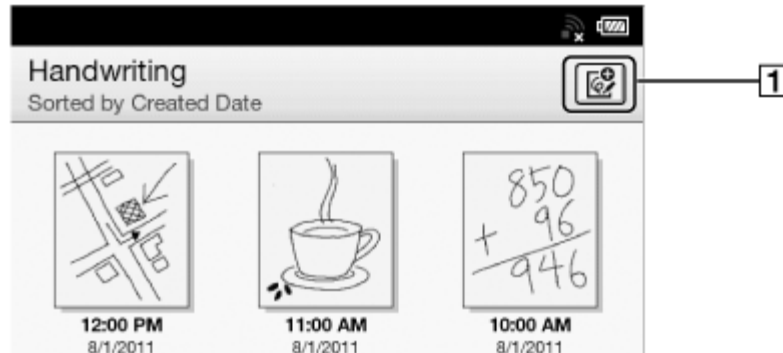 Handwriting
Sorted by Created Date
1
850
+ 96
946
12:00 PM 11:00 AM 10:00 AM
8/1/2011 8/1/2011 8/1/2011